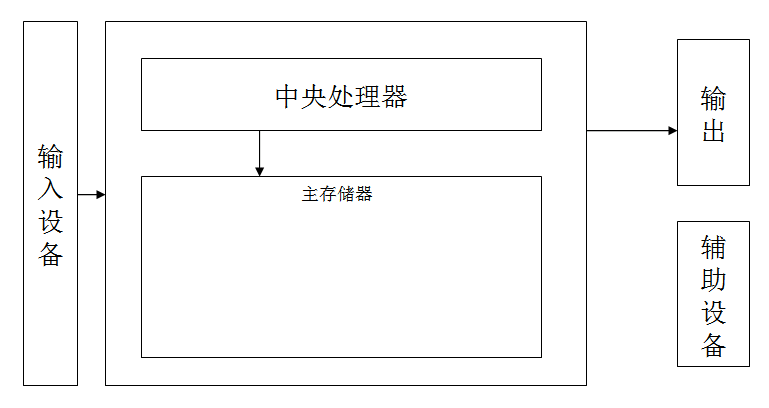 输入设备
中央处理器
主存储器
输出
辅助设备